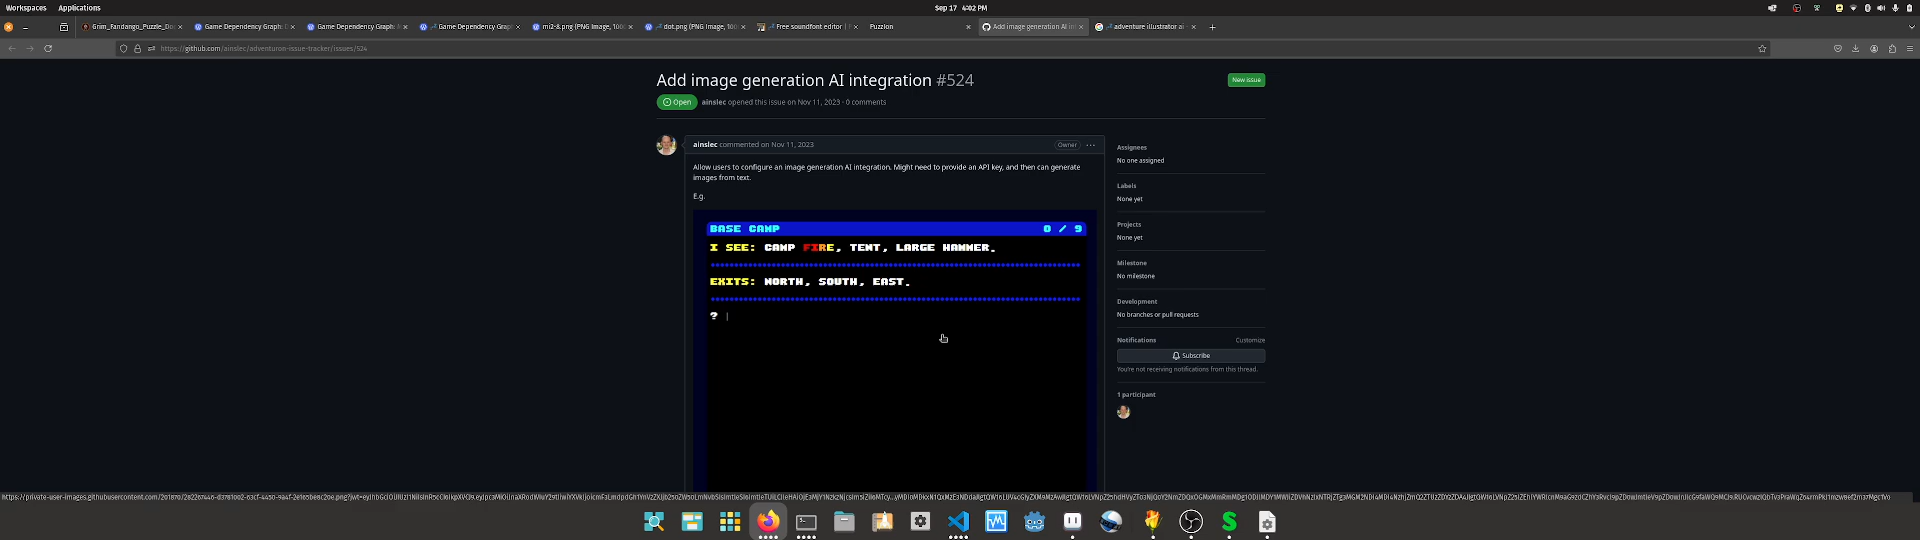 Workspaces Applications Sep 17 4:02 PM
Grim_Fandango_Puzzle_Do Game Dependency Graph: D Game Dependency Graph: M Game Dependency Graph mi2-8.png (PNG Image, 100 dot.png (PNG Image, 100 Free soundfont editor | Puzzlon Add image generation AI in adventure illustrator ai
https://github.com/ainslec/adventuron-issue-tracker/issues/524
Add image generation AI integration #524
New issue
Open ainslec opened this issue on Nov 11, 2023 · 0 comments
ainslec commented on Nov 11, 2023 Owner
Allow users to configure an image generation AI integration. Might need to provide an API key, and then can generate
images from text.
E.g.
BASE CAMP 0 / 9
I SEE: CAMP FIRE, TENT, LARGE HAMMER.
EXITS: NORTH, SOUTH, EAST.
?
Assignees
No one assigned
Labels
None yet
Projects
None yet
Milestone
No milestone
Development
No branches or pull requests
Notifications Customize
Subscribe
You're not receiving notifications from this thread.
1 participant